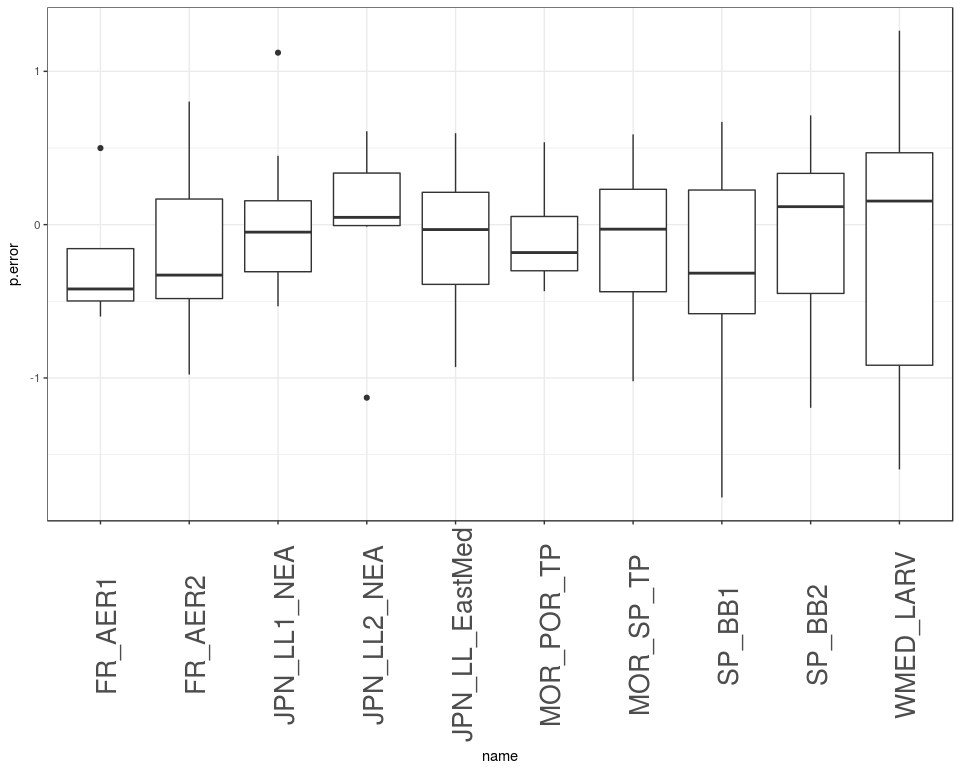 1
0
-1
p.error
FR_AER1
FR_AER2
JPN_LL1_NEA
JPN_LL2_NEA
JPN_LL_EastMed
MOR_POR_TP
MOR_SP_TP
SP_BB1
SP_BB2
WMED_LARV
name